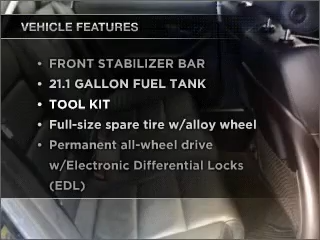 VEHICLE FEATURES
• FRONT STABILIZER BAR
• 21.1 GALLON FUEL TANK
• TOOL KIT
• Full-size spare tire w/alloy wheel
• Permanent all-wheel drive
w/Electronic Differential Locks
(EDL)